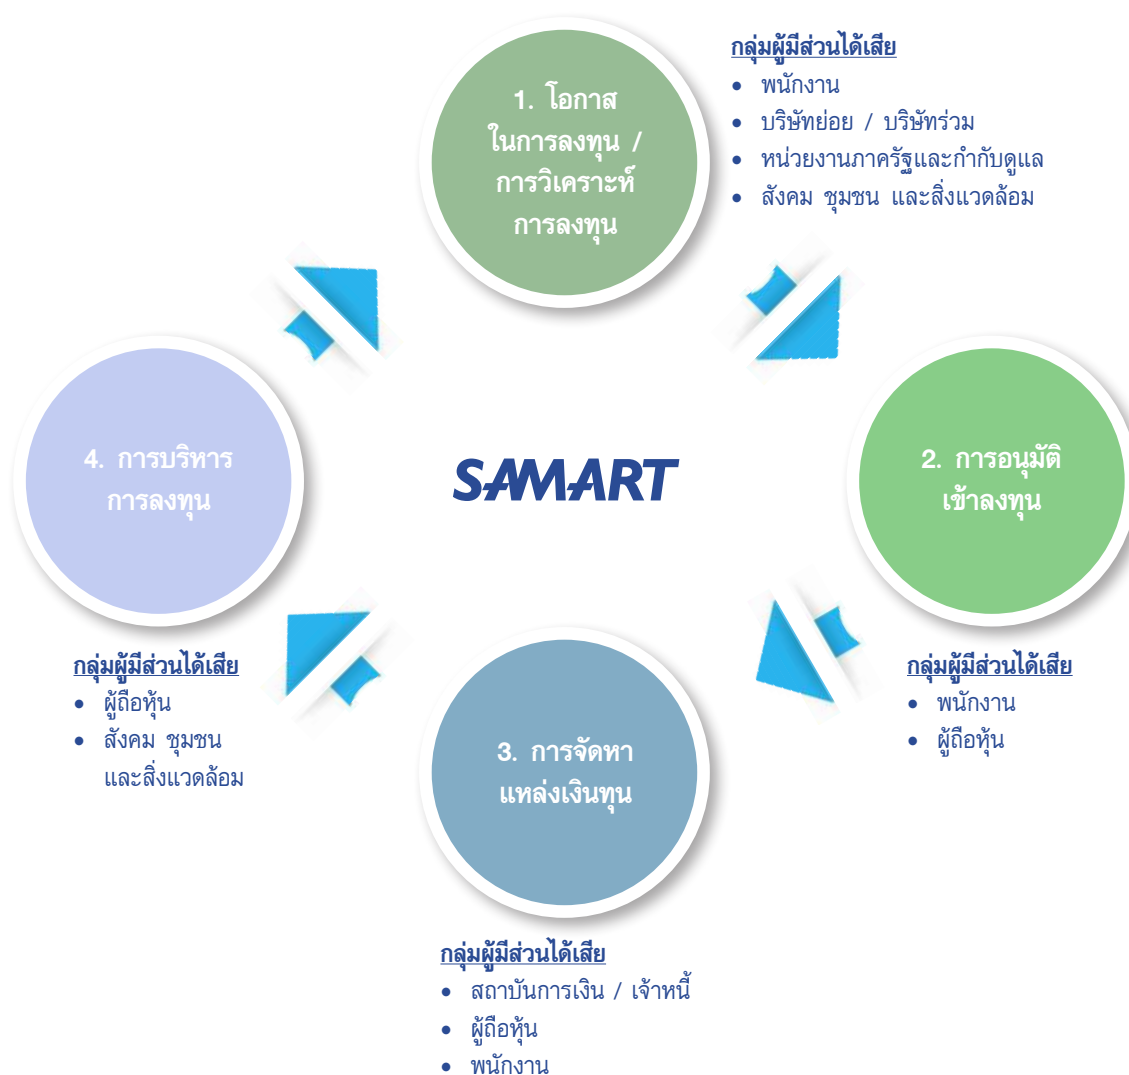 1. โอกาส
ในการลงทุน /
การวิเคราะห์
การลงทุน
กลุ่มผู้มีส่วนได้เสีย
• พนักงาน
• บริษัทย่อย / บริษัทร่วม
• หน่วยงานภาครัฐและกำกับดูแล
• สังคม ชุมชน และสิ่งแวดล้อม
2. การอนุมัติ
เข้าลงทุน
กลุ่มผู้มีส่วนได้เสีย
• พนักงาน
• ผู้ถือหุ้น
3. การจัดหา
แหล่งเงินทุน
กลุ่มผู้มีส่วนได้เสีย
• สถาบันการเงิน / เจ้าหนี้
• ผู้ถือหุ้น
• พนักงาน
4. การบริหาร
การลงทุน
กลุ่มผู้มีส่วนได้เสีย
• ผู้ถือหุ้น
• สังคม ชุมชน
และสิ่งแวดล้อม
SAMART